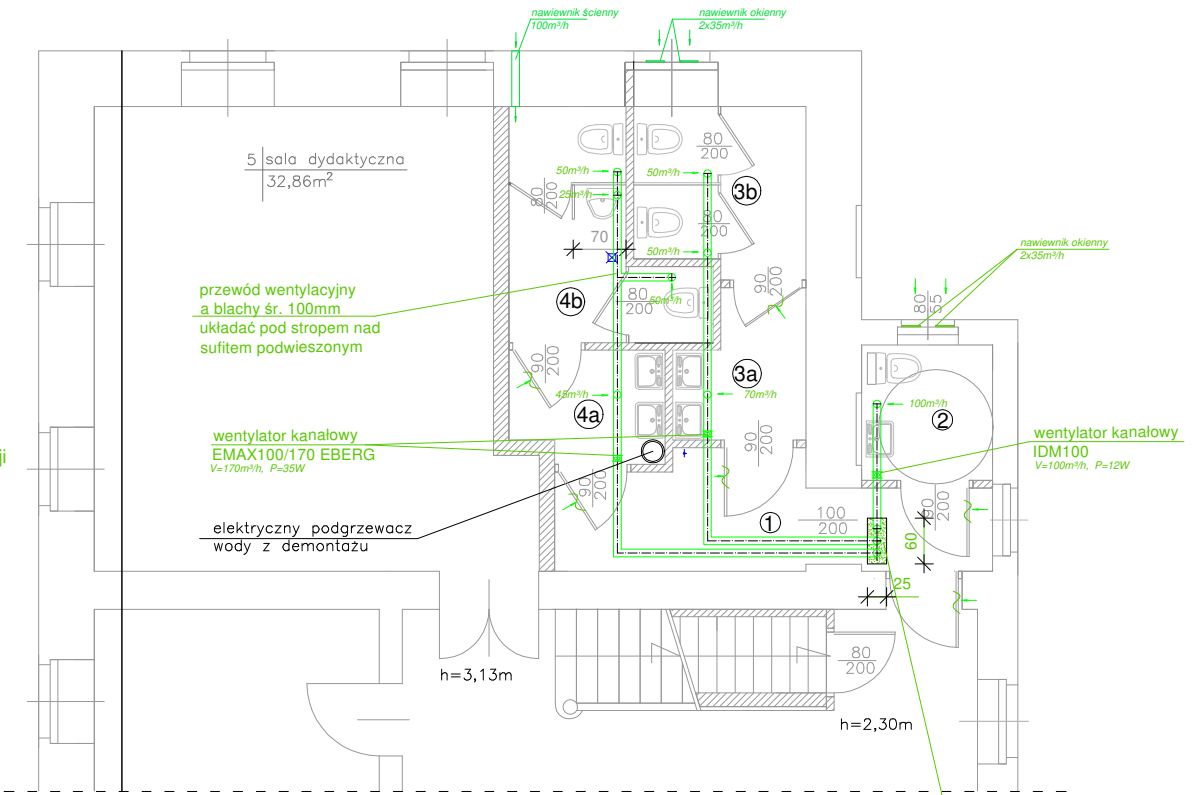 nawiewnik ścienny
100m³/h
nawiewnik okienny
2x35m³/h
5 sala dydaktyczna
32,86m²
80
200
50m³/h
50m³/h
3b
80
200
25m³/h
80
200
70
50m³/h
nawiewnik okienny
2x35m³/h
przewód wentylacyjny
a blachy śr. 100mm
układać pod stropem nad
sufitem podwieszonym
4b
80
200
50m³/h
90
200
80
55
90
200
3a
45m³/h
70m³/h
4a
100m³/h
2
wentylator kanałowy
EMAX100/170 EBERG
V=170m³/h, P=35W
90
200
wentylator kanałowy
IDM100
V=100m³/h, P=12W
ji
90
200
90
200
elektryczny podgrzewacz
wody z demontażu
1
100
200
60
25
h=3,13m
80
200
h=2,30m